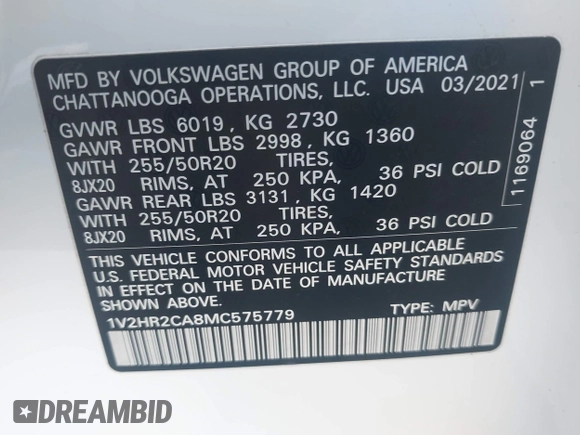 MFD BY VOLKSWAGEN GROUP OF AMERICA
CHATTANOOGA OPERATIONS, LLC. USA 03/2021
GVWR LBS 6019, KG 2730
GAWR FRONT LBS 2998, KG 1360
WITH 255/50R20 TIRES,
8JX20 RIMS, AT 250 KPA, 36 PSI COLD
GAWR REAR LBS 3131, KG 1420
WITH 255/50R20 TIRES,
8JX20 RIMS, AT 250 KPA, 36 PSI COLD
THIS VEHICLE CONFORMS TO ALL APPLICABLE
U.S. FEDERAL MOTOR VEHICLE SAFETY STANDARDS
IN EFFECT ON THE DATE OF MANUFACTURE
SHOWN ABOVE.
1V2HR2CA8MC575779 TYPE: MPV
1169064 1
DREAMBID